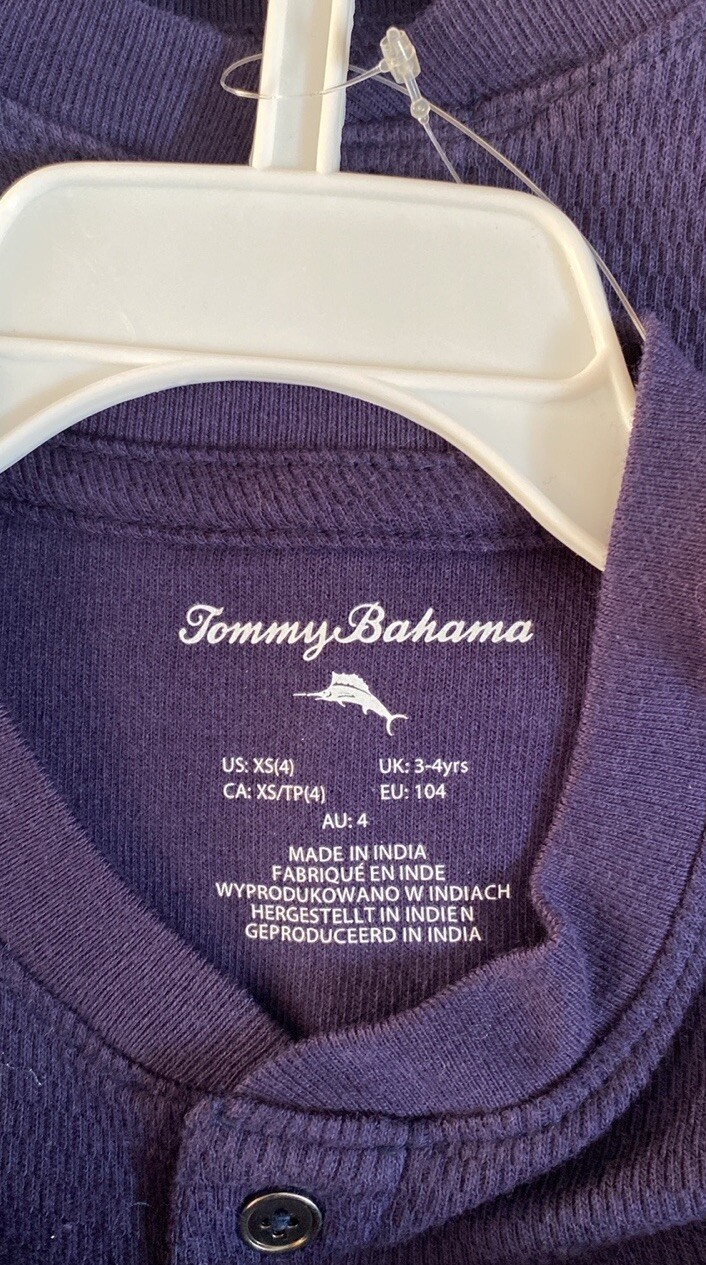 Tommy Bahama
US: XS(4) UK: 3-4yrs
CA: XS/TP(4) EU: 104
AU: 4
MADE IN INDIA
FABRIQUÉ EN INDE
WYPRODUKOWANO W INDIACH
HERGESTELLT IN INDIEN
GEPRODUCEERD IN INDIA